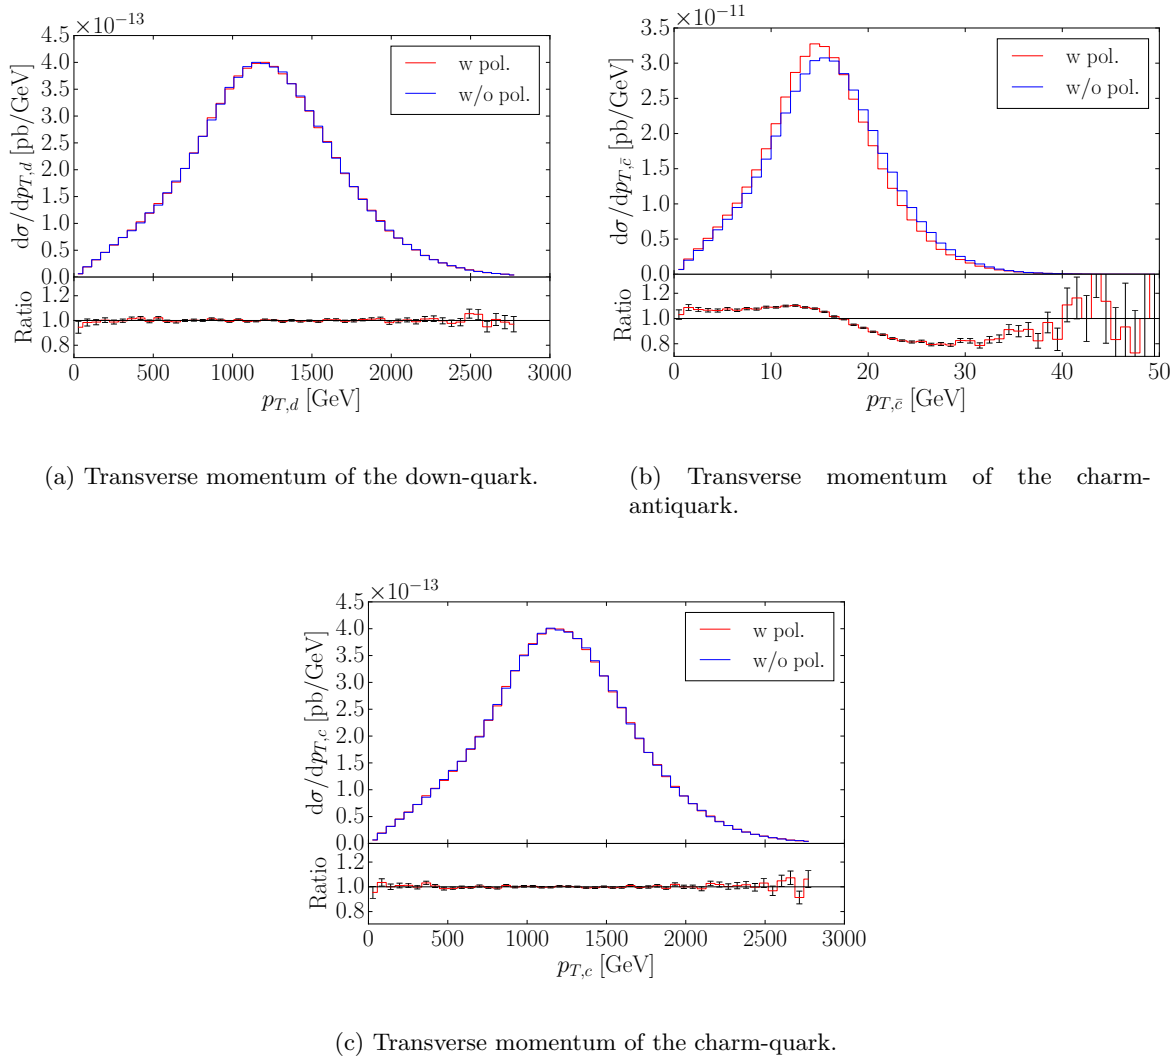 ×10−13
4.5
4.0
3.5
3.0
2.5
2.0
1.5
1.0
0.5
0.0
dσ/dp_{T,d} [pb/GeV]
w pol.
w/o pol.
1.2
1.0
0.8
Ratio
0 500 1000 1500 2000 2500 3000
p_{T,d} [GeV]
(a) Transverse momentum of the down-quark.
×10−11
3.5
3.0
2.5
2.0
1.5
1.0
0.5
0.0
dσ/dp_{T,c̄} [pb/GeV]
w pol.
w/o pol.
1.2
1.0
0.8
Ratio
0 10 20 30 40 50
p_{T,c̄} [GeV]
(b) Transverse momentum of the charm-
antiquark.
×10−13
4.5
4.0
3.5
3.0
2.5
2.0
1.5
1.0
0.5
0.0
dσ/dp_{T,c} [pb/GeV]
w pol.
w/o pol.
1.2
1.0
0.8
Ratio
0 500 1000 1500 2000 2500 3000
p_{T,c} [GeV]
(c) Transverse momentum of the charm-quark.